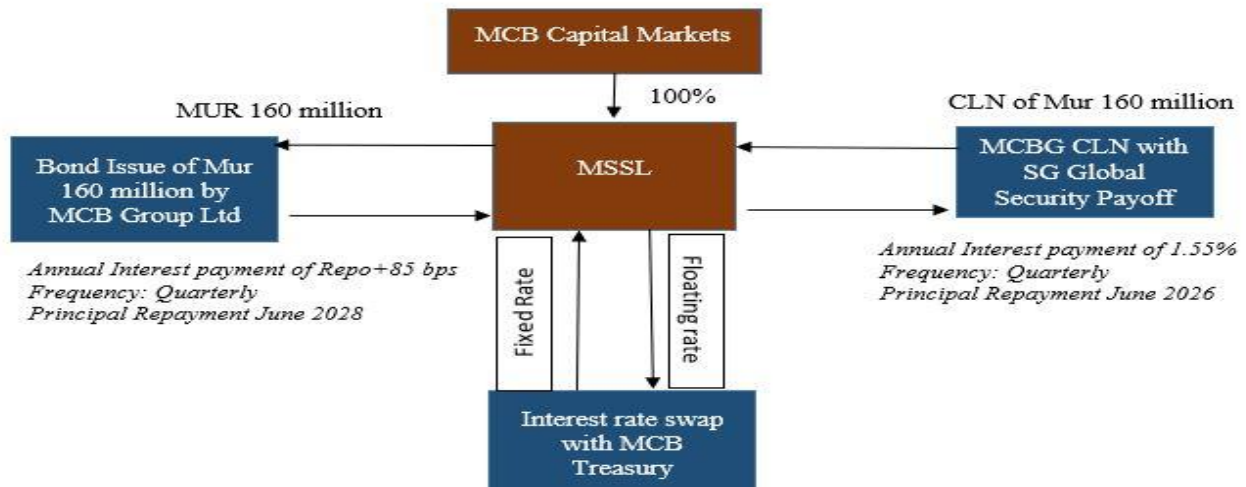 MCB Capital Markets
100%
MUR 160 million
CLN of Mur 160 million
Bond Issue of Mur
160 million by
MCB Group Ltd
MSSL
MCBG CLN with
SG Global
Security Payoff
Annual Interest payment of Repo+85 bps
Frequency: Quarterly
Principal Repayment June 2028
Fixed Rate
Floating rate
Annual Interest payment of 1.55%
Frequency: Quarterly
Principal Repayment June 2026
Interest rate swap
with MCB
Treasury